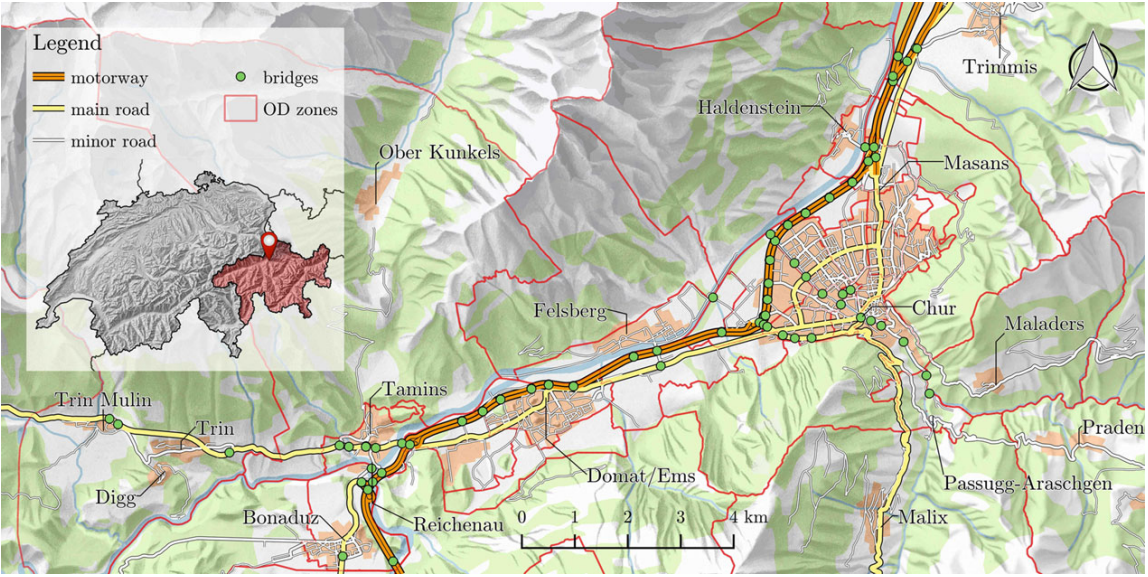 Legend
motorway
bridges
main road
OD zones
minor road
Trimmis
Haldenstein
Ober Kunkels
Masans
Felsberg
Chur
Maladers
Tamins
Trin Mulin
Trin
Praden
Digg
Domat/Ems
Passugg-Araschgen
Bonaduz
Reichenau
Malix
0 1 2 3 4 km